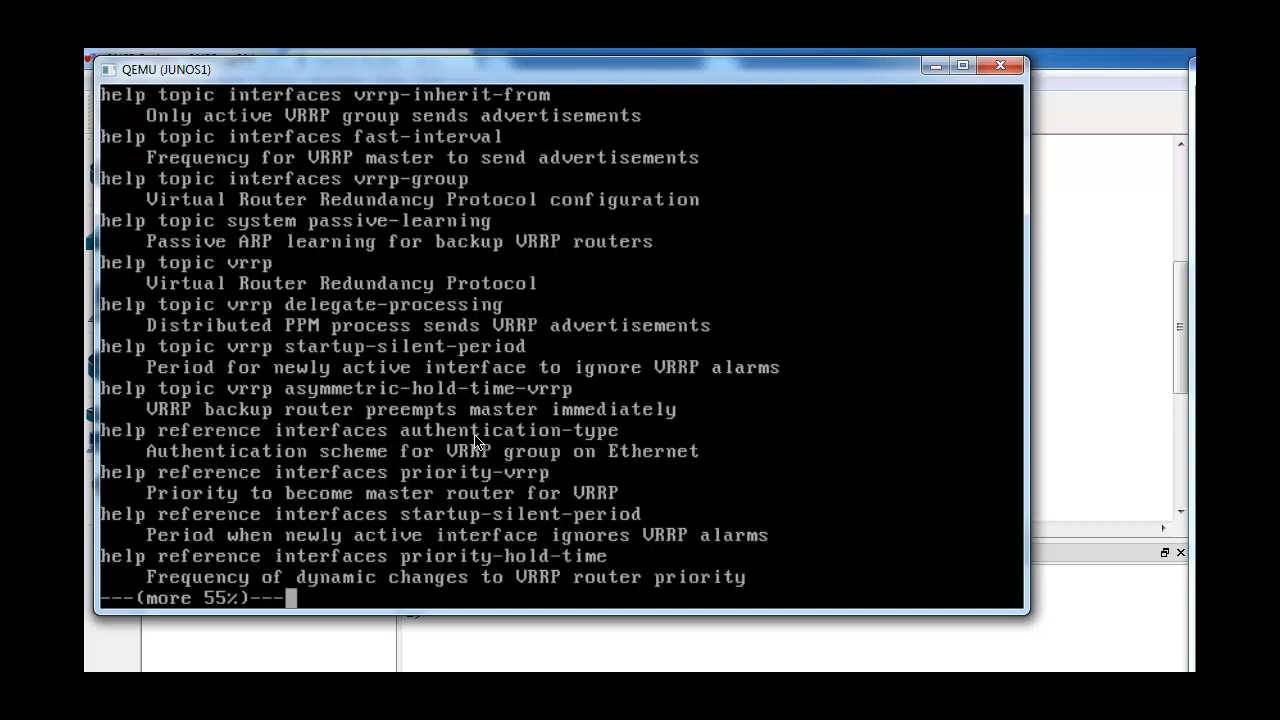 QEMU (JUNOS1)
help topic interfaces vrrp-inherit-from
Only active VRRP group sends advertisements
help topic interfaces fast-interval
Frequency for VRRP master to send advertisements
help topic interfaces vrrp-group
Virtual Router Redundancy Protocol configuration
help topic system passive-learning
Passive ARP learning for backup VRRP routers
help topic vrrp
Virtual Router Redundancy Protocol
help topic vrrp delegate-processing
Distributed PPM process sends VRRP advertisements
help topic vrrp startup-silent-period
Period for newly active interface to ignore VRRP alarms
help topic vrrp asymmetric-hold-time-vrrp
VRRP backup router preempts master immediately
help reference interfaces authentication-type
Authentication scheme for VRRP group on Ethernet
help reference interfaces priority-vrrp
Priority to become master router for VRRP
help reference interfaces startup-silent-period
Period when newly active interface ignores VRRP alarms
help reference interfaces priority-hold-time
Frequency of dynamic changes to VRRP router priority
---(more 55%)---